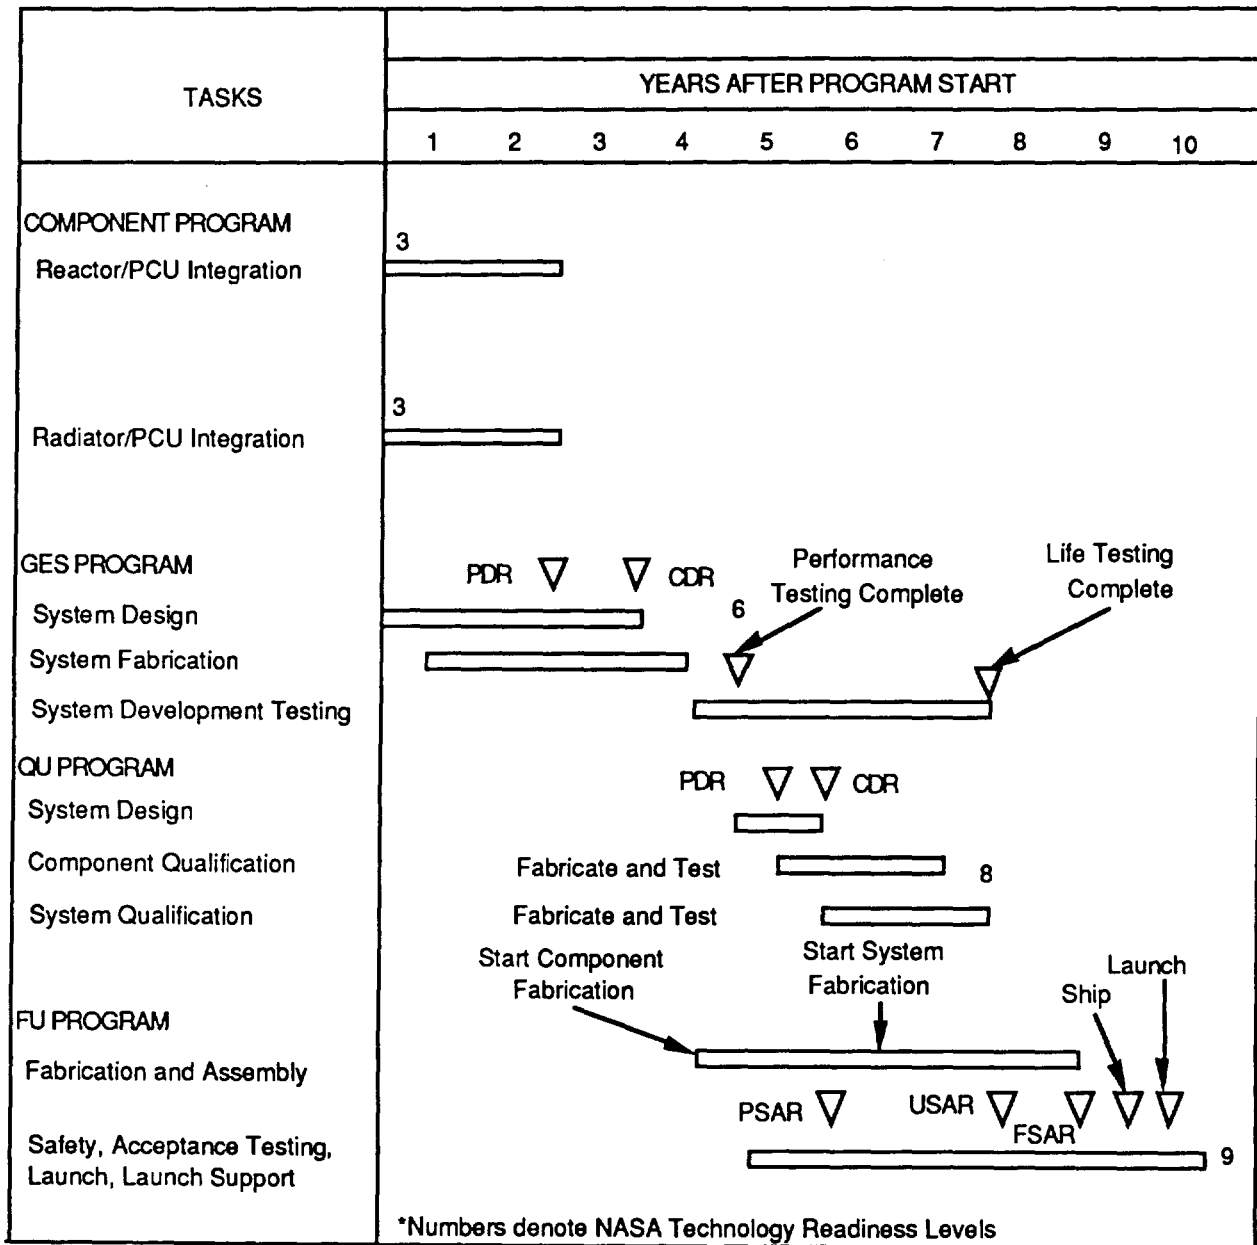 TASKS
YEARS AFTER PROGRAM START
1 2 3 4 5 6 7 8 9 10
COMPONENT PROGRAM
3
Reactor/PCU Integration
3
Radiator/PCU Integration
GES PROGRAM
PDR
CDR
Performance
Testing Complete
Life Testing
Complete
6
System Design
System Fabrication
System Development Testing
QU PROGRAM
PDR
CDR
System Design
Component Qualification
Fabricate and Test
8
System Qualification
Fabricate and Test
Start Component
Fabrication
Start System
Fabrication
Launch
Ship
FU PROGRAM
Fabrication and Assembly
PSAR
USAR
FSAR
Safety, Acceptance Testing,
Launch, Launch Support
9
*Numbers denote NASA Technology Readiness Levels